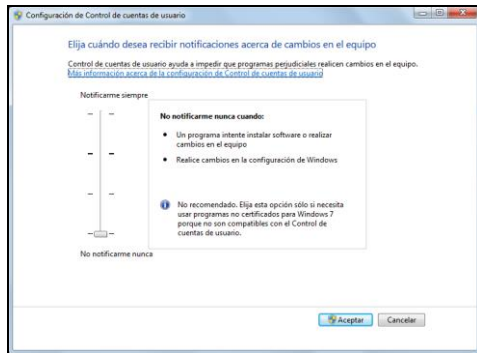 Configuración de Control de cuentas de usuario
Elija cuándo desea recibir notificaciones acerca de cambios en el equipo
Control de cuentas de usuario ayuda a impedir que programas perjudiciales realicen cambios en el equipo.
Más información acerca de la configuración de Control de cuentas de usuario
Notificarme siempre
No notificarme nunca cuando:
Un programa intente instalar software o realizar
cambios en el equipo
Realice cambios en la configuración de Windows
No recomendado. Elija esta opción sólo si necesita
usar programas no certificados para Windows 7
porque no son compatibles con el Control de
cuentas de usuario.
No notificarme nunca
Aceptar
Cancelar